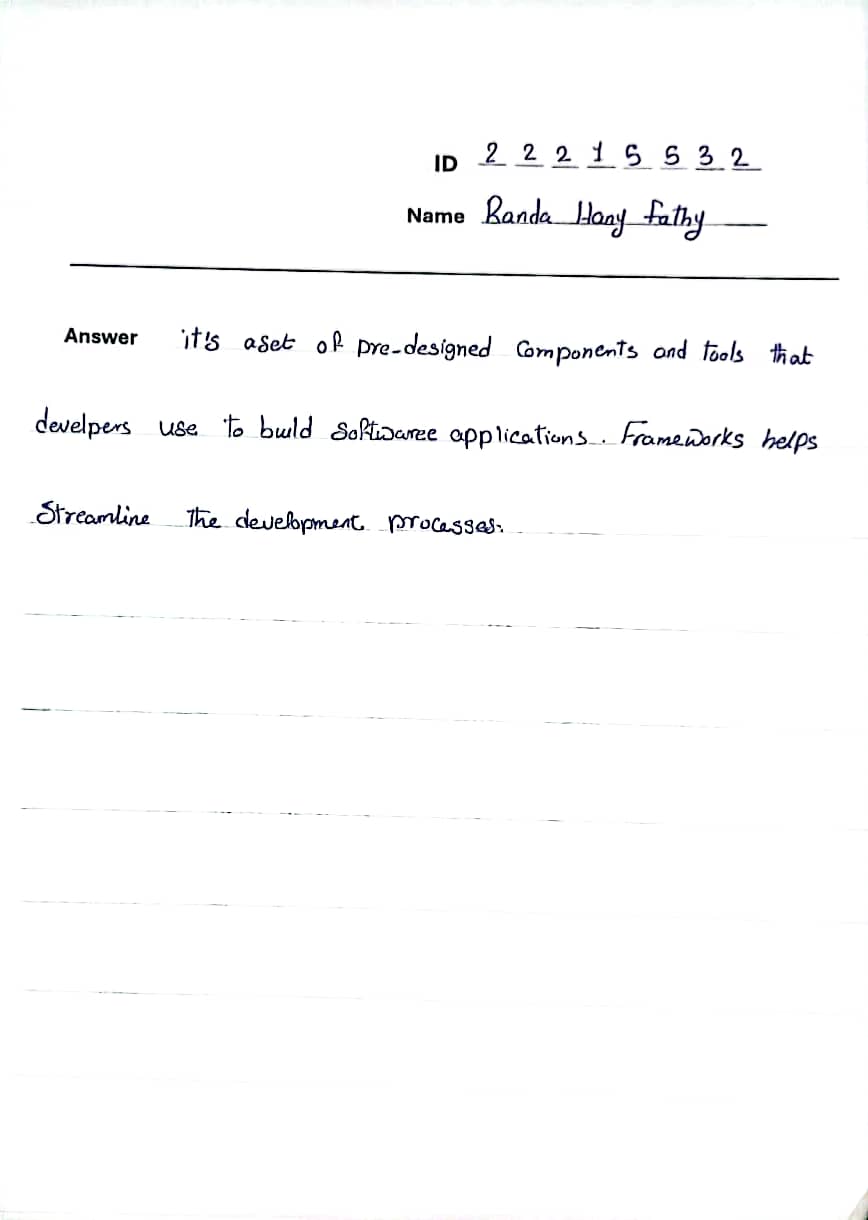 ID 2 2 2 1 5 5 3 2
Name Randa Hany fathy
Answer it's aset of pre-designed Components and tools that
develpers use to build Softwaree applications. Frameworks helps
Streamline the development processes.